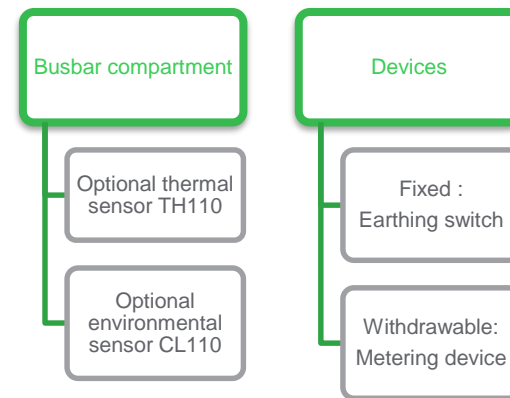 Busbar compartment
Optional thermal
sensor TH110
Optional
environmental
sensor CL110
Devices
Fixed :
Earthing switch
Withdrawable:
Metering device